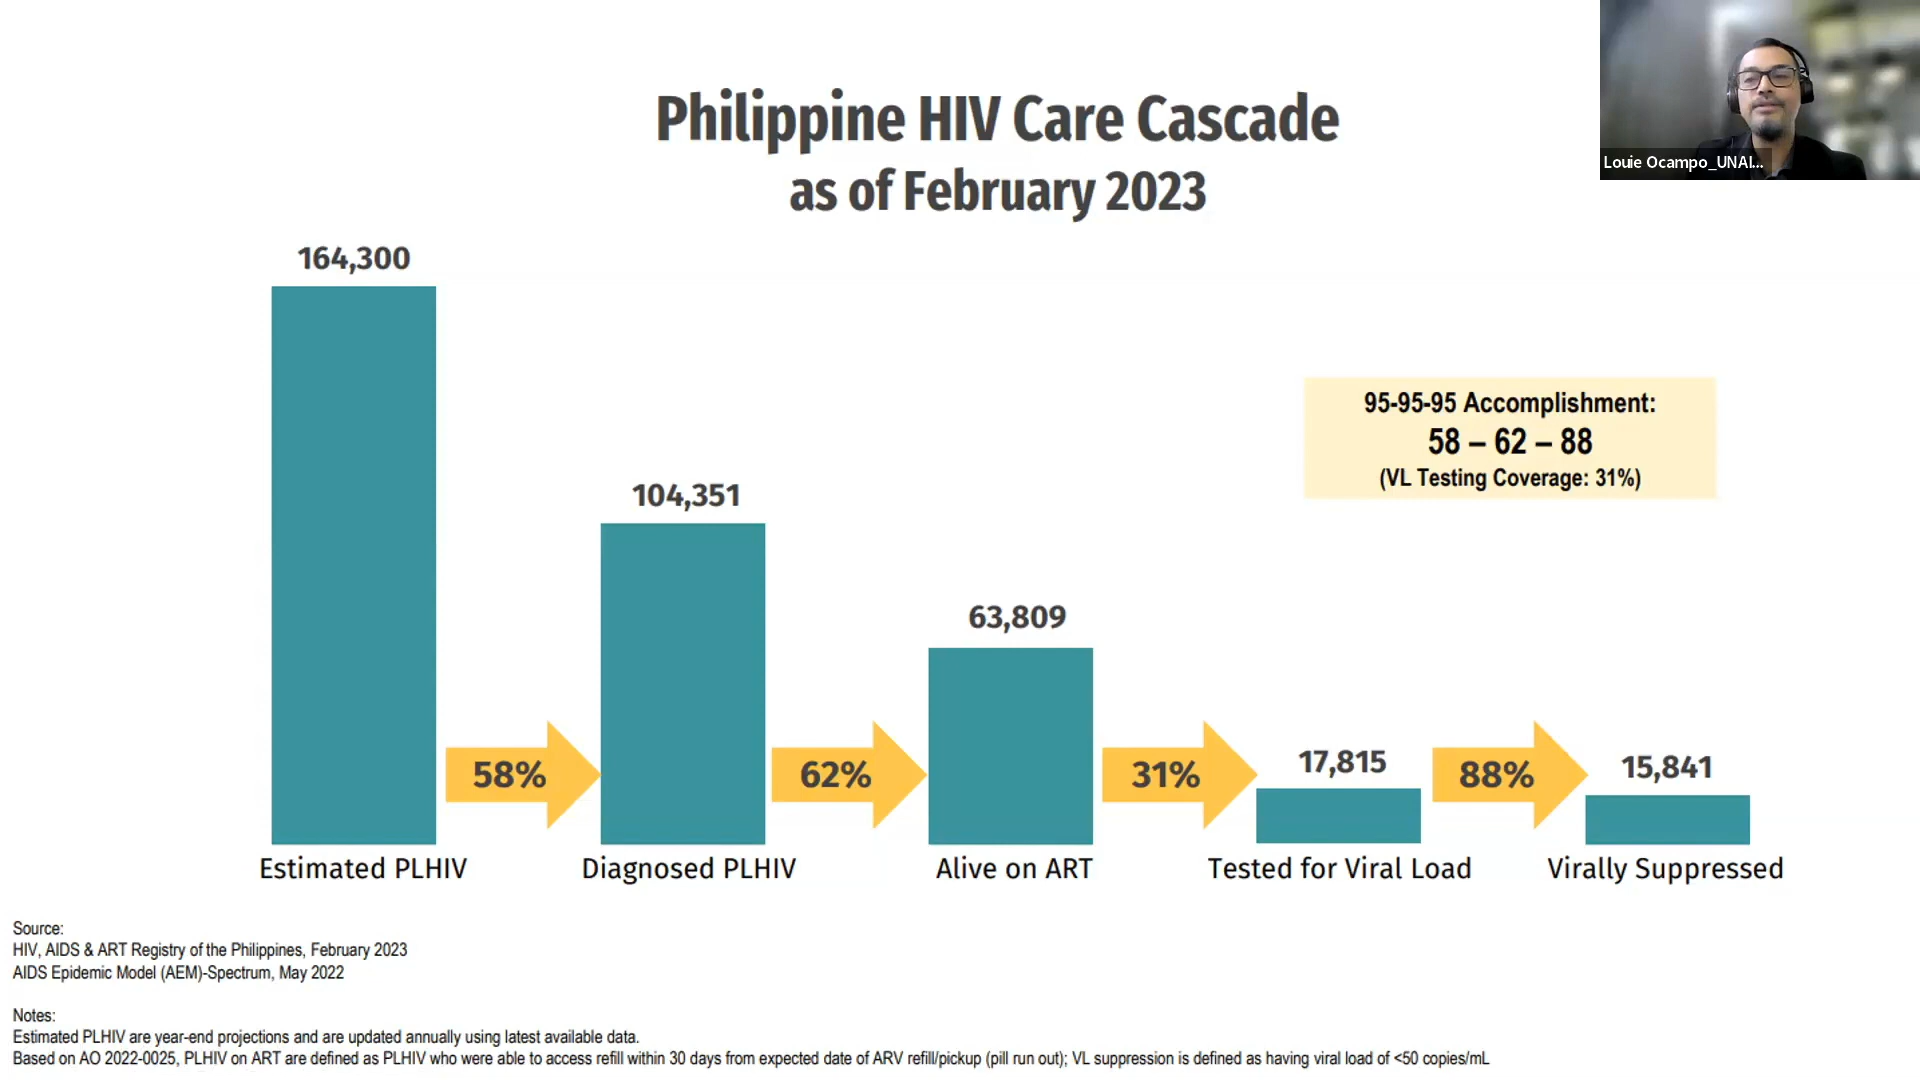 Philippine HIV Care Cascade
as of February 2023
Louie Ocampo_UNAI...
164,300
104,351
63,809
17,815
15,841
95-95-95 Accomplishment:
58 – 62 – 88
(VL Testing Coverage: 31%)
58%
62%
31%
88%
Estimated PLHIV
Diagnosed PLHIV
Alive on ART
Tested for Viral Load
Virally Suppressed
Source:
HIV, AIDS & ART Registry of the Philippines, February 2023
AIDS Epidemic Model (AEM)-Spectrum, May 2022
Notes:
Estimated PLHIV are year-end projections and are updated annually using latest available data.
Based on AO 2022-0025, PLHIV on ART are defined as PLHIV who were able to access refill within 30 days from expected date of ARV refill/pickup (pill run out); VL suppression is defined as having viral load of <50 copies/mL